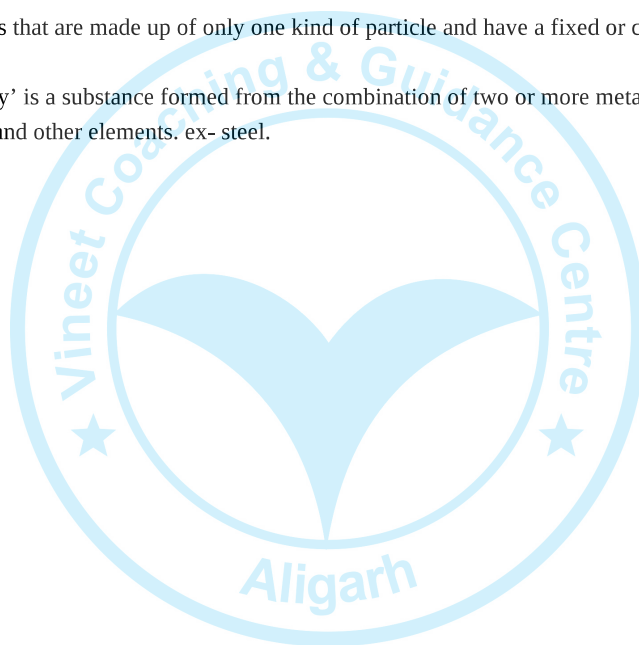 s that are made up of only one kind of particle and have a fixed or c
y’ is a substance formed from the combination of two or more meta
nd other elements. ex- steel.
Vineet Coaching & Guidance Centre
Aligarh